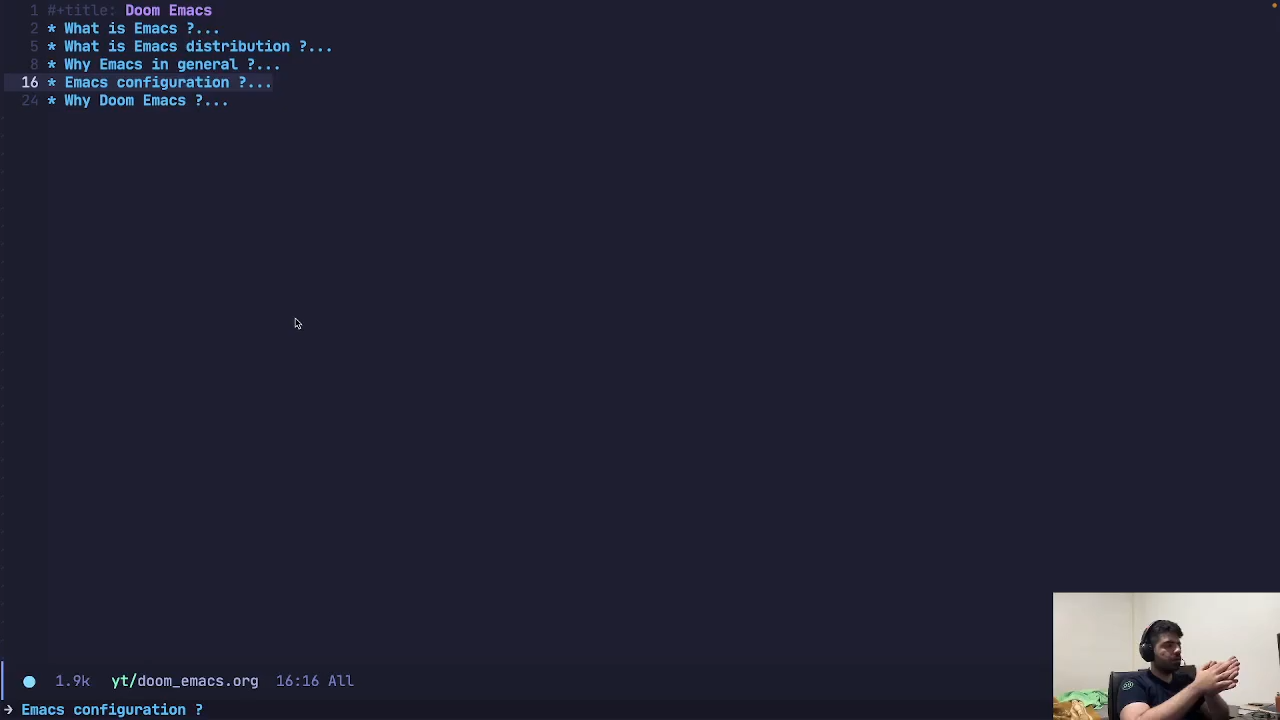 1 #+title: Doom Emacs
2 * What is Emacs ?...
5 * What is Emacs distribution ?...
8 * Why Emacs in general ?...
16 * Emacs configuration ?...
24 * Why Doom Emacs ?...
1.9k yt/doom_emacs.org 16:16 All
→ Emacs configuration ?